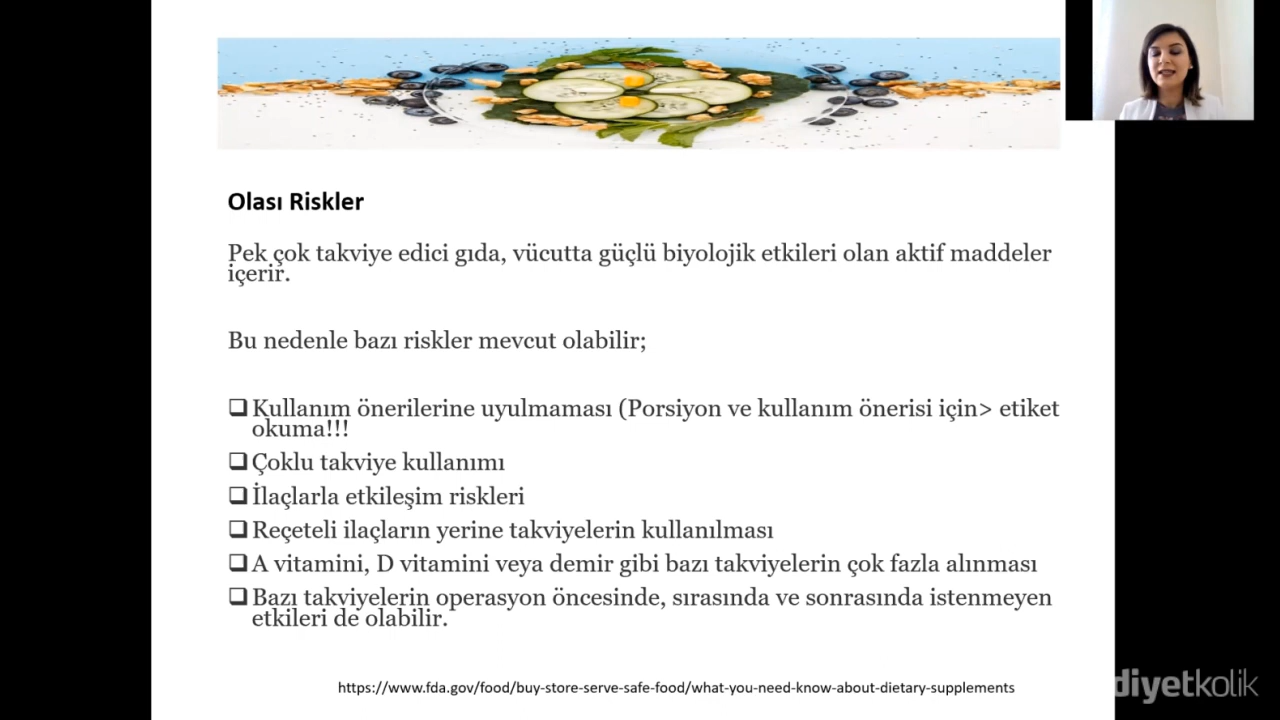 Olası Riskler
Pek çok takviye edici gıda, vücutta güçlü biyolojik etkileri olan aktif maddeler
içerir.
Bu nedenle bazı riskler mevcut olabilir;
Kullanım önerilerine uyulmaması (Porsiyon ve kullanım önerisi için> etiket
okuma!!!
Çoklu takviye kullanımı
İlaçlarla etkileşim riskleri
Reçeteli ilaçların yerine takviyelerin kullanılması
A vitamini, D vitamini veya demir gibi bazı takviyelerin çok fazla alınması
Bazı takviyelerin operasyon öncesinde, sırasında ve sonrasında istenmeyen
etkileri de olabilir.
https://www.fda.gov/food/buy-store-serve-safe-food/what-you-need-know-about-dietary-supplements
diyetkolik